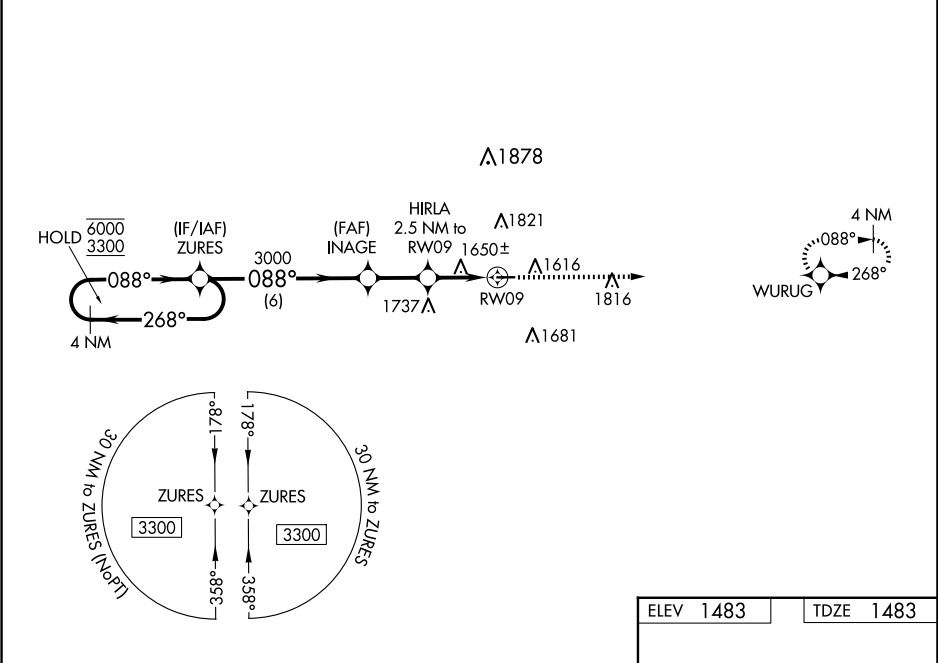 1878
HIRLA
2.5 NM to
RW09
1821
4 NM
HOLD
6000
3300
(IF/IAF)
ZURES
(FAF)
INAGE
1650±
088°
088°
3000
088°
(6)
1616
268°
WURUG
1737
RW09
1816
268°
4 NM
1681
178°
178°
30 NM to ZURES (NoPT)
30 NM to ZURES
ZURES
ZURES
3300
3300
358°
358°
ELEV 1483
TDZE 1483